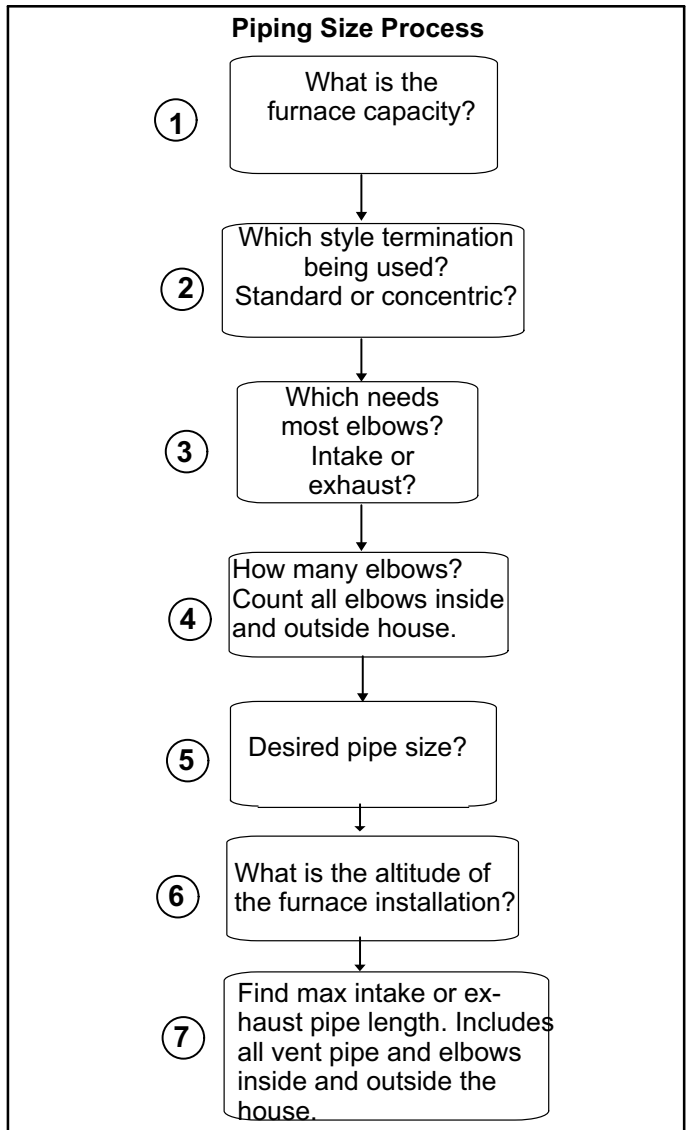 Piping Size Process
1
What is the
furnace capacity?
2
Which style termination
being used?
Standard or concentric?
3
Which needs
most elbows?
Intake or
exhaust?
4
How many elbows?
Count all elbows inside
and outside house.
5
Desired pipe size?
6
What is the altitude of
the furnace installation?
7
Find max intake or ex-
haust pipe length. Includes
all vent pipe and elbows
inside and outside the
house.